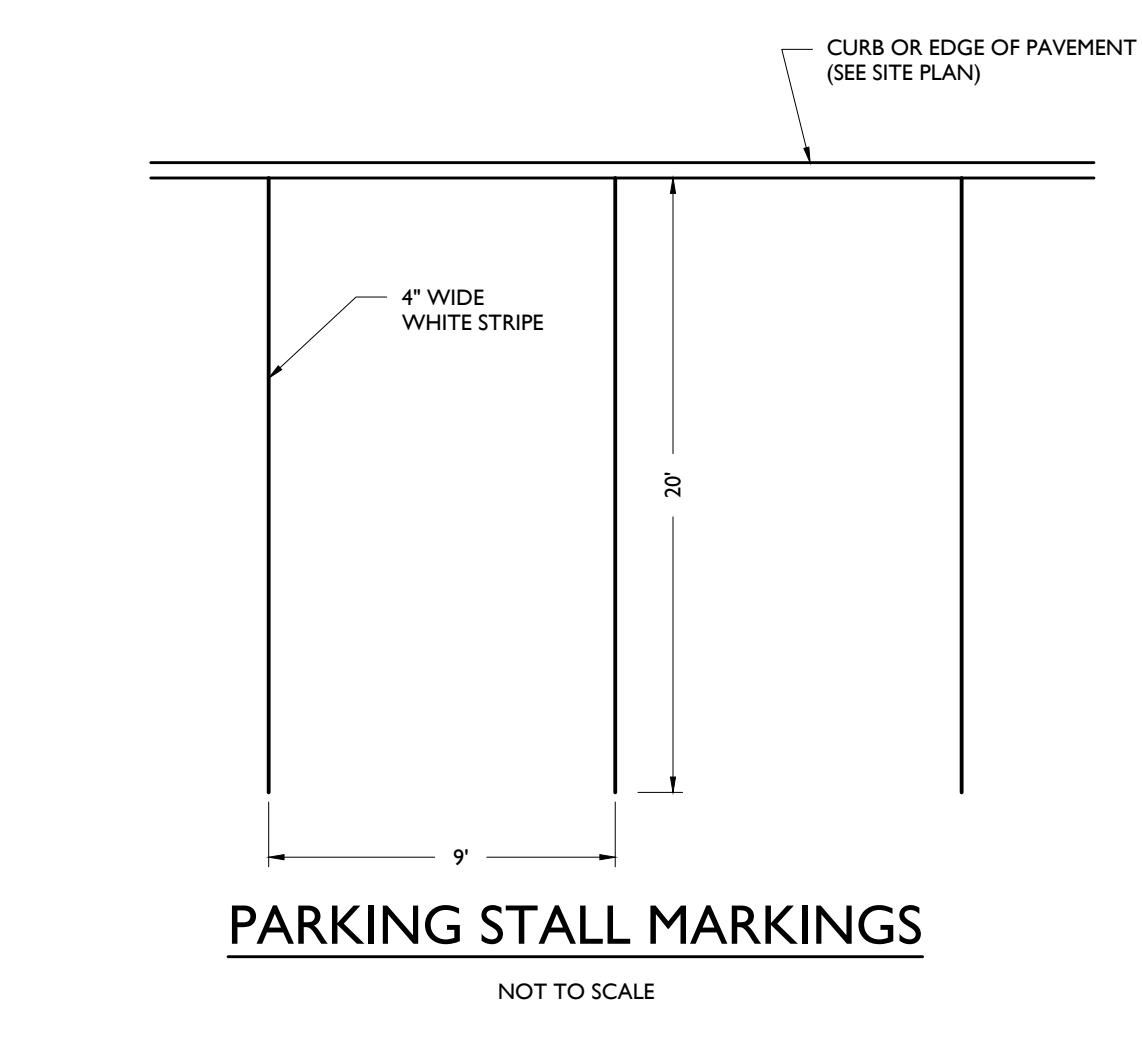 CURB OR EDGE OF PAVEMENT
(SEE SITE PLAN)
4" WIDE
WHITE STRIPE
20'
9'
PARKING STALL MARKINGS
NOT TO SCALE